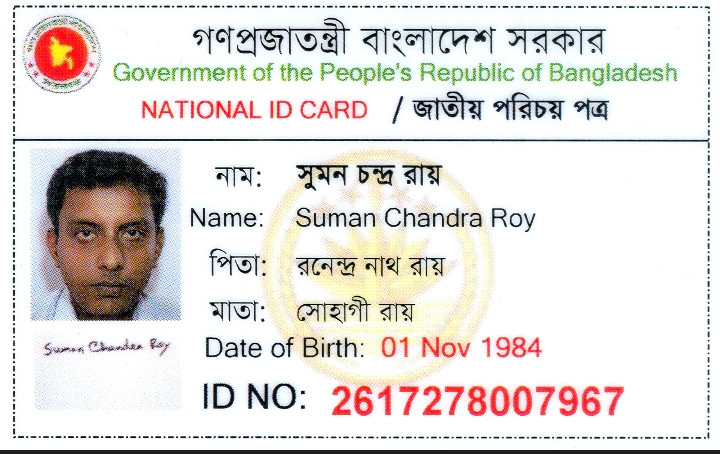 গণপ্রজাতন্ত্রী বাংলাদেশ সরকার
Government of the People's Republic of Bangladesh
NATIONAL ID CARD / জাতীয় পরিচয় পত্র
নাম: সুমন চন্দ্র রায়
Name: Suman Chandra Roy
পিতা: রনেন্দ্র নাথ রায়
মাতা: সোহাগী রায়
Suman Chandra Roy
Date of Birth: 01 Nov 1984
ID NO: 2617278007967